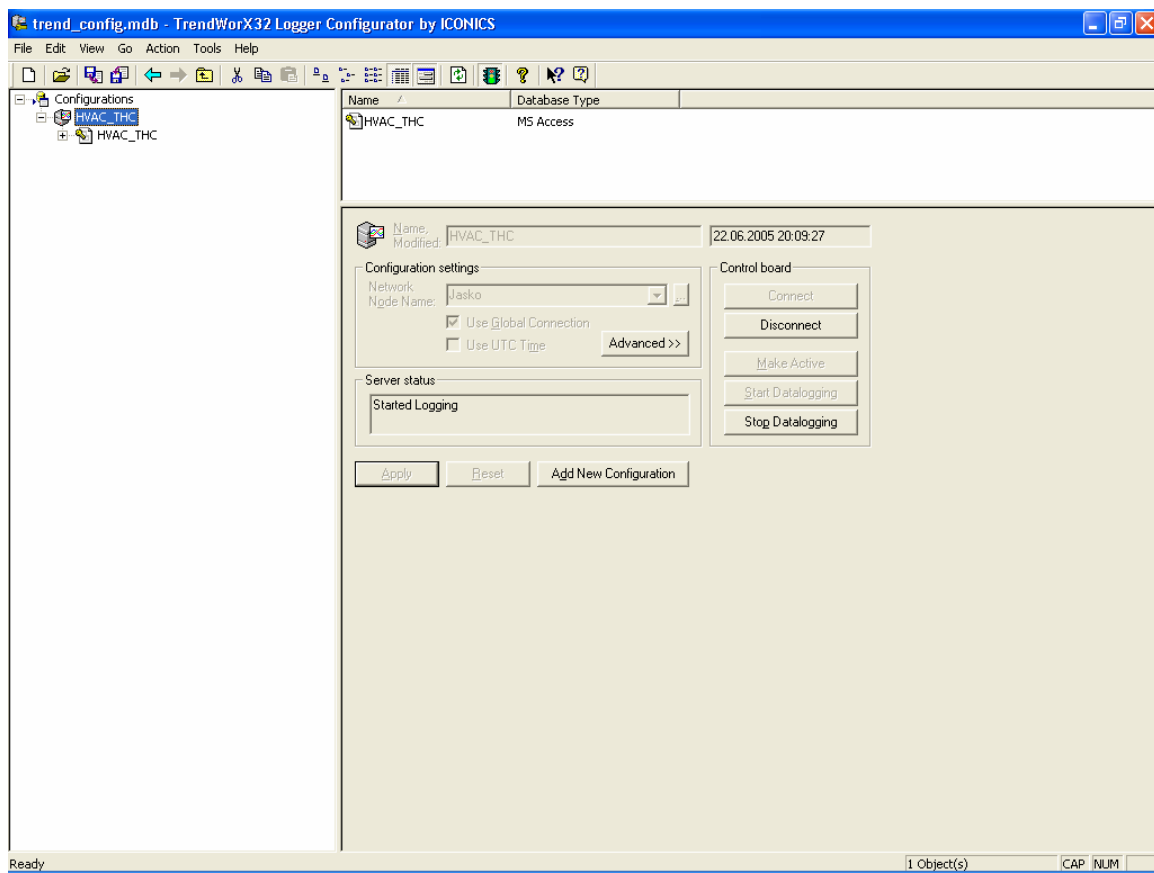 trend_config.mdb - TrendWorX32 Logger Configurator by ICONICS
File Edit View Go Action Tools Help
Configurations
HVAC_THC
HVAC_THC
Name Database Type
HVAC_THC MS Access
Name, Modified: HVAC_THC 22.06.2005 20:09:27
Configuration settings
Network Node Name: Jasko ...
Use Global Connection
Use UTC Time
Advanced >>
Server status
Started Logging
Control board
Connect
Disconnect
Make Active
Start Datalogging
Stop Datalogging
Apply Reset Add New Configuration
Ready 1 Object(s) CAP NUM